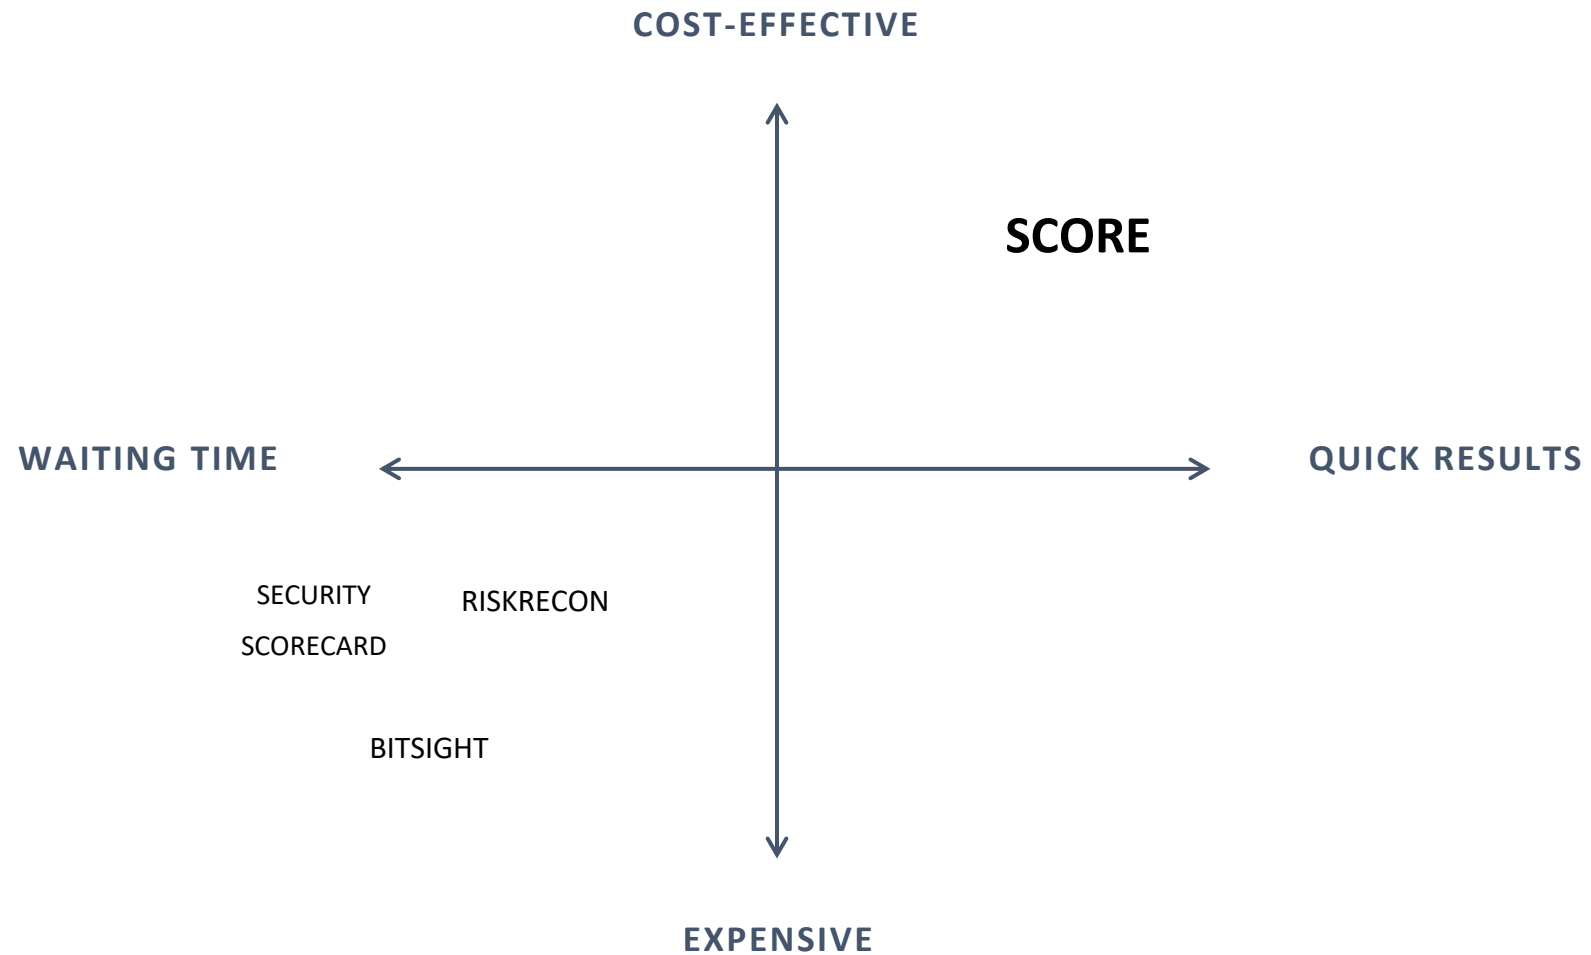 COST-EFFECTIVE
SCORE
WAITING TIME
QUICK RESULTS
SECURITY
SCORECARD
RISKRECON
BITSIGHT
EXPENSIVE